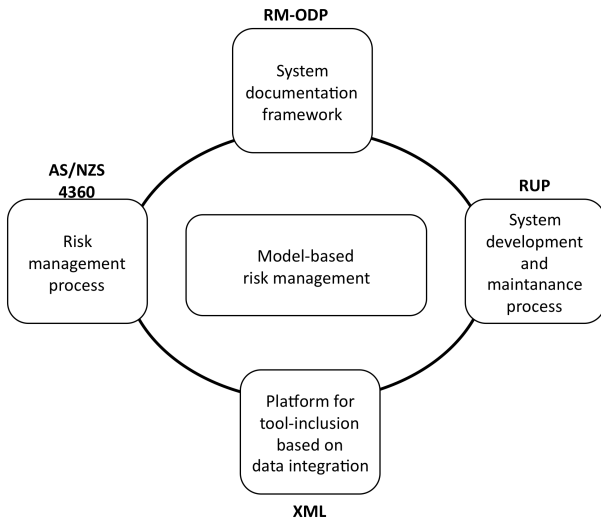 RM-ODP
System
documentation
framework
AS/NZS
4360
Risk
management
process
Model-based
risk management
RUP
System
development
and
maintanance
process
Platform for
tool-inclusion
based on
data integration
XML